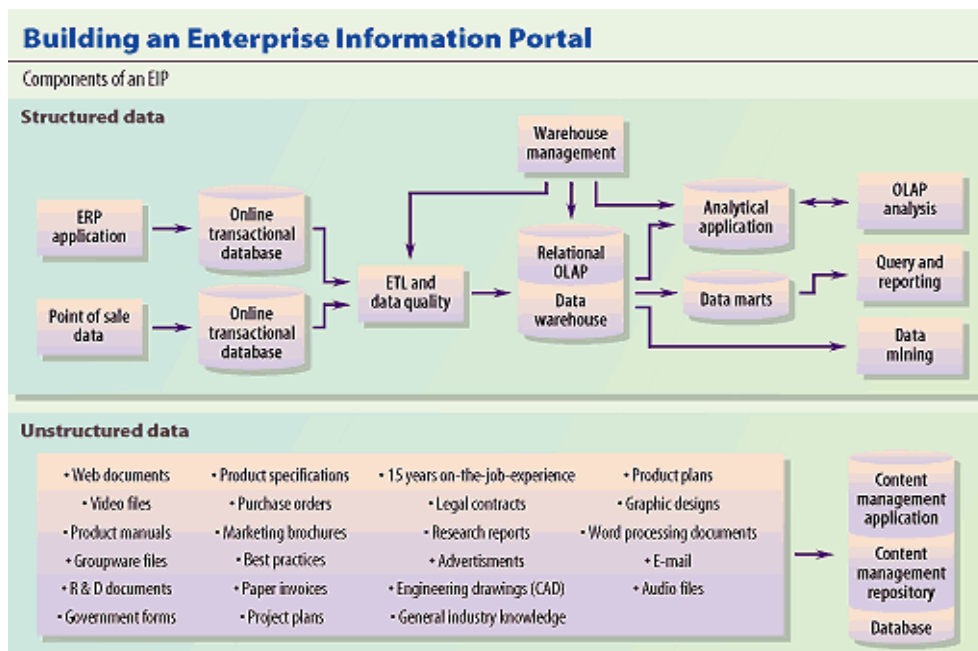 Building an Enterprise Information Portal
Components of an EIP
Structured data
Warehouse
management
ERP
application
Online
transactional
database
Analytical
application
OLAP
analysis
Relational
OLAP
Data
warehouse
ETL and
data quality
Query and
reporting
Data marts
Point of sale
data
Online
transactional
database
Data
mining
Unstructured data
• Web documents
• Video files
• Product manuals
• Groupware files
• R & D documents
• Government forms
• Product specifications
• Purchase orders
• Marketing brochures
• Best practices
• Paper invoices
• Project plans
• 15 years on-the-job-experience
• Legal contracts
• Research reports
• Advertisments
• Engineering drawings (CAD)
• General industry knowledge
• Product plans
• Graphic designs
• Word processing documents
• E-mail
• Audio files
Content
management
application
Content
management
repository
Database